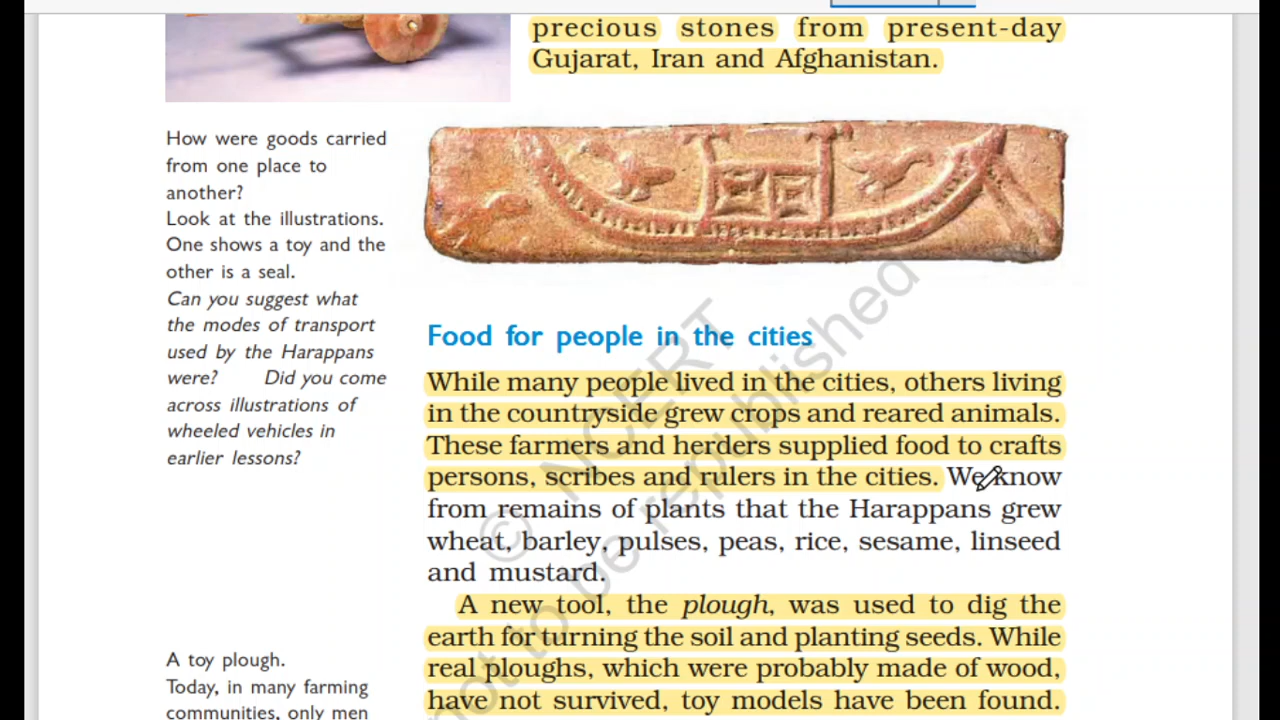 precious stones from present-day
Gujarat, Iran and Afghanistan.
How were goods carried
from one place to
another?
Look at the illustrations.
One shows a toy and the
other is a seal.
Can you suggest what
the modes of transport
used by the Harappans
were? Did you come
across illustrations of
wheeled vehicles in
earlier lessons?
Food for people in the cities
While many people lived in the cities, others living
in the countryside grew crops and reared animals.
These farmers and herders supplied food to crafts
persons, scribes and rulers in the cities. We know
from remains of plants that the Harappans grew
wheat, barley, pulses, peas, rice, sesame, linseed
and mustard.
A new tool, the plough, was used to dig the
earth for turning the soil and planting seeds. While
real ploughs, which were probably made of wood,
have not survived, toy models have been found.
A toy plough.
Today, in many farming
communities, only men
© NCERT
not to be republished